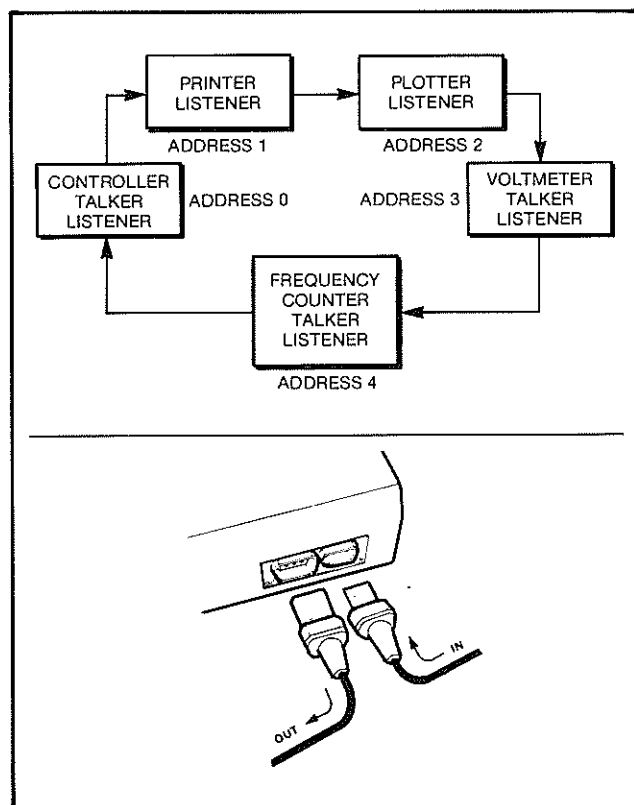 PRINTER
LISTENER
ADDRESS 1
PLOTTER
LISTENER
ADDRESS 2
CONTROLLER
TALKER
LISTENER
ADDRESS 0
ADDRESS 3
VOLTMETER
TALKER
LISTENER
FREQUENCY
COUNTER
TALKER
LISTENER
ADDRESS 4
IN
OUT